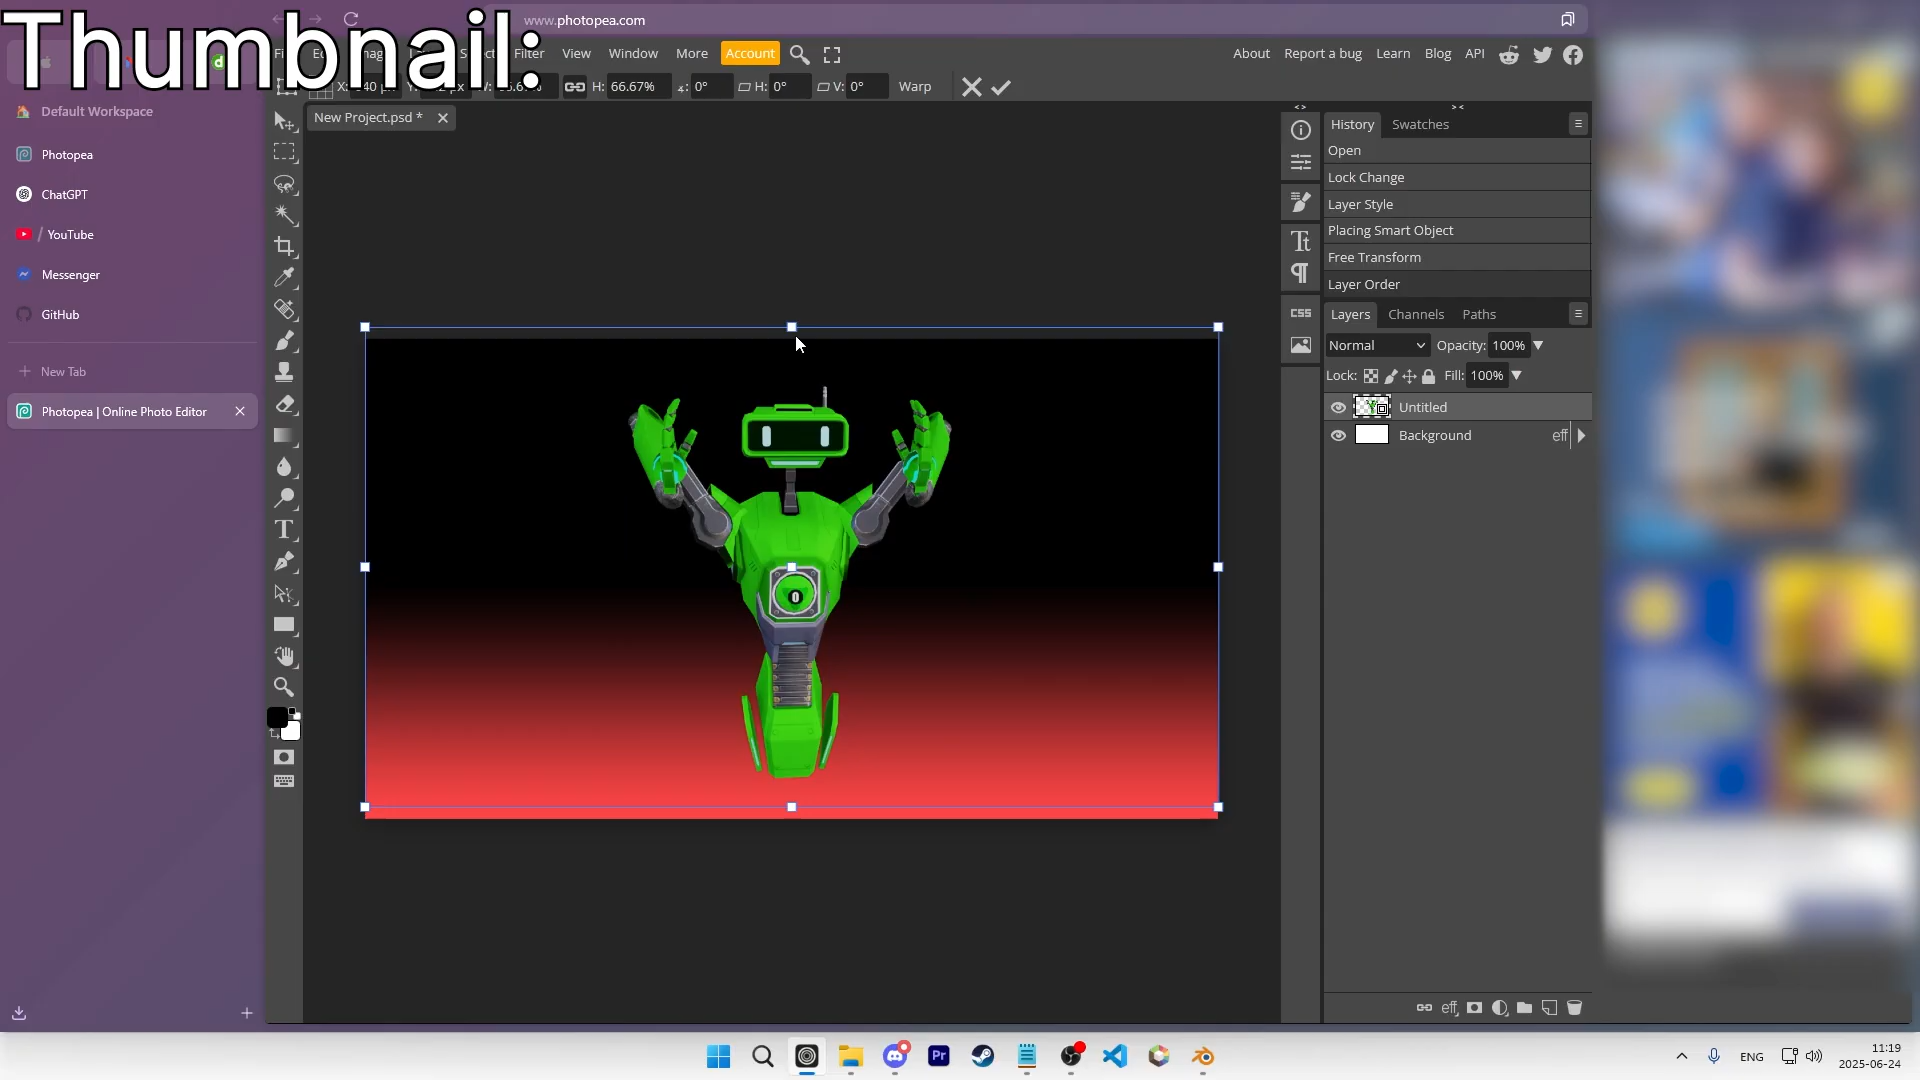 Thumbnail:
www.photopea.com
Filter
View
Window
More
Account
About
Report a bug
Learn
Blog
API
H:
66.67%
0°
H:
0°
V:
0°
Warp
New Project.psd *
Default Workspace
Photopea
ChatGPT
/ YouTube
Messenger
GitHub
New Tab
Photopea | Online Photo Editor
0
CSS
History
Swatches
Open
Lock Change
Layer Style
Placing Smart Object
Free Transform
Layer Order
Layers
Channels
Paths
Normal
Opacity:
100%
Lock:
Fill:
100%
Untitled
Background
eff
eff
Pr
ENG
11:19
2025-06-24